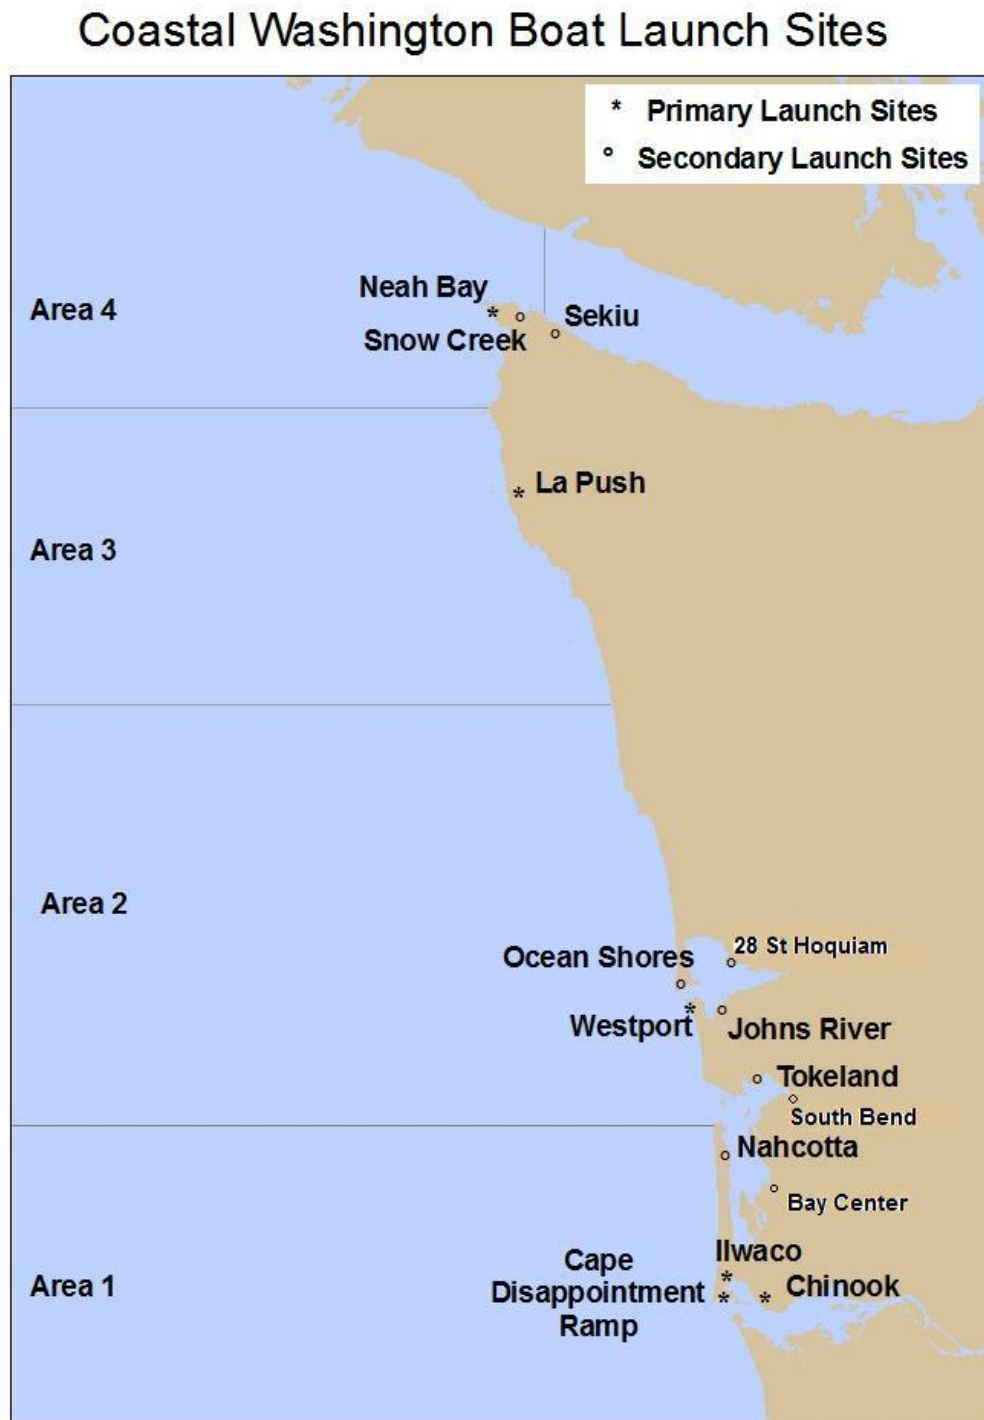 Coastal Washington Boat Launch Sites
* Primary Launch Sites
° Secondary Launch Sites
Neah Bay
Area 4
Sekiu
Snow Creek
La Push
Area 3
Area 2
28 St Hoquiam
Ocean Shores
Westport
Johns River
Tokeland
South Bend
Nahcotta
Bay Center
Ilwaco
Cape
Disappointment
Ramp
Chinook
Area 1